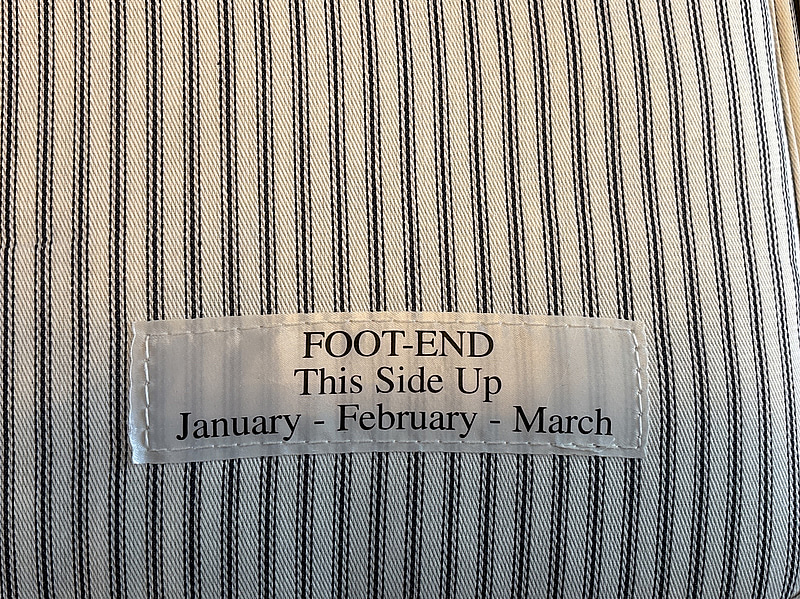 FOOT-END
This Side Up
January - February - March